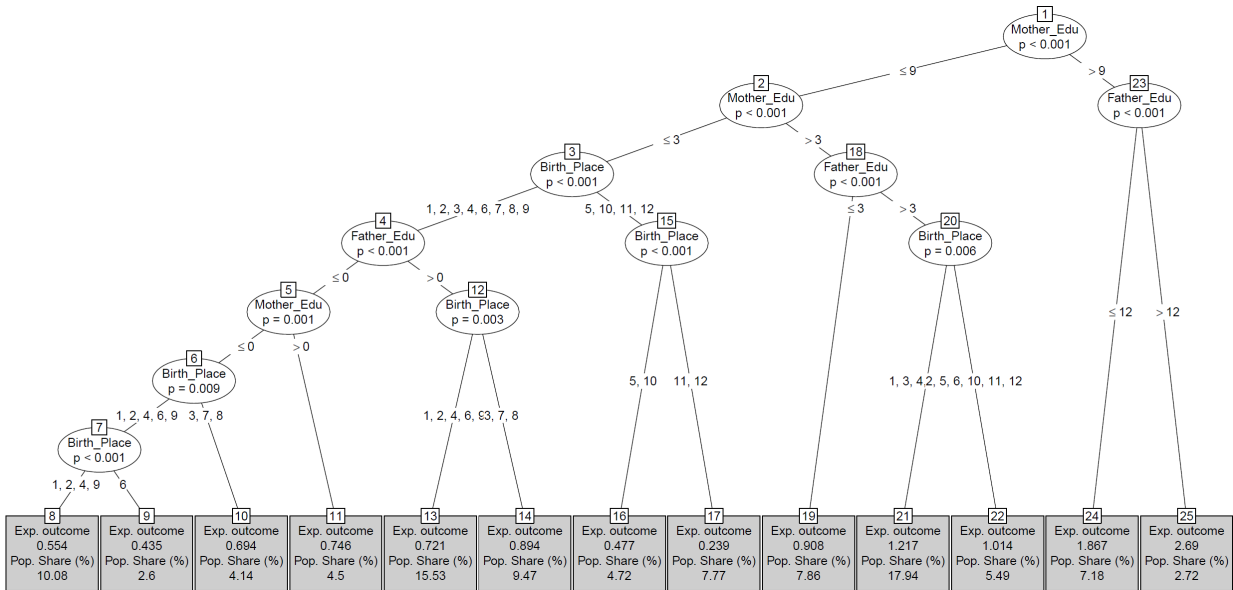 1
Mother_Edu
p < 0.001
≤ 9
> 9
2
Mother_Edu
p < 0.001
23
Father_Edu
p < 0.001
≤ 3
> 3
3
Birth_Place
p < 0.001
18
Father_Edu
p < 0.001
1, 2, 3, 4, 6, 7, 8, 9
5, 10, 11, 12
≤ 3
> 3
4
Father_Edu
p < 0.001
15
Birth_Place
p < 0.001
20
Birth_Place
p = 0.006
≤ 0
> 0
5
Mother_Edu
p = 0.001
12
Birth_Place
p = 0.003
≤ 12
> 12
≤ 0
> 0
6
Birth_Place
p = 0.009
5, 10
11, 12
1, 3, 4,
2, 5, 6, 10, 11, 12
1, 2, 4, 6, 9
3, 7, 8
1, 2, 4, 6, 9
3, 7, 8
7
Birth_Place
p < 0.001
1, 2, 4, 9
6
8
Exp. outcome
0.554
Pop. Share (%)
10.08
9
Exp. outcome
0.435
Pop. Share (%)
2.6
10
Exp. outcome
0.694
Pop. Share (%)
4.14
11
Exp. outcome
0.746
Pop. Share (%)
4.5
13
Exp. outcome
0.721
Pop. Share (%)
15.53
14
Exp. outcome
0.894
Pop. Share (%)
9.47
16
Exp. outcome
0.477
Pop. Share (%)
4.72
17
Exp. outcome
0.239
Pop. Share (%)
7.77
19
Exp. outcome
0.908
Pop. Share (%)
7.86
21
Exp. outcome
1.217
Pop. Share (%)
17.94
22
Exp. outcome
1.014
Pop. Share (%)
5.49
24
Exp. outcome
1.867
Pop. Share (%)
7.18
25
Exp. outcome
2.69
Pop. Share (%)
2.72